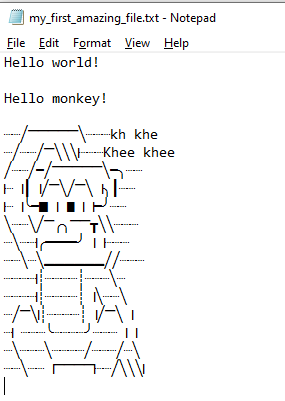 my_first_amazing_file.txt - Notepad
File Edit Format View Help
Hello world!
Hello monkey!
kh khe
Khee khee